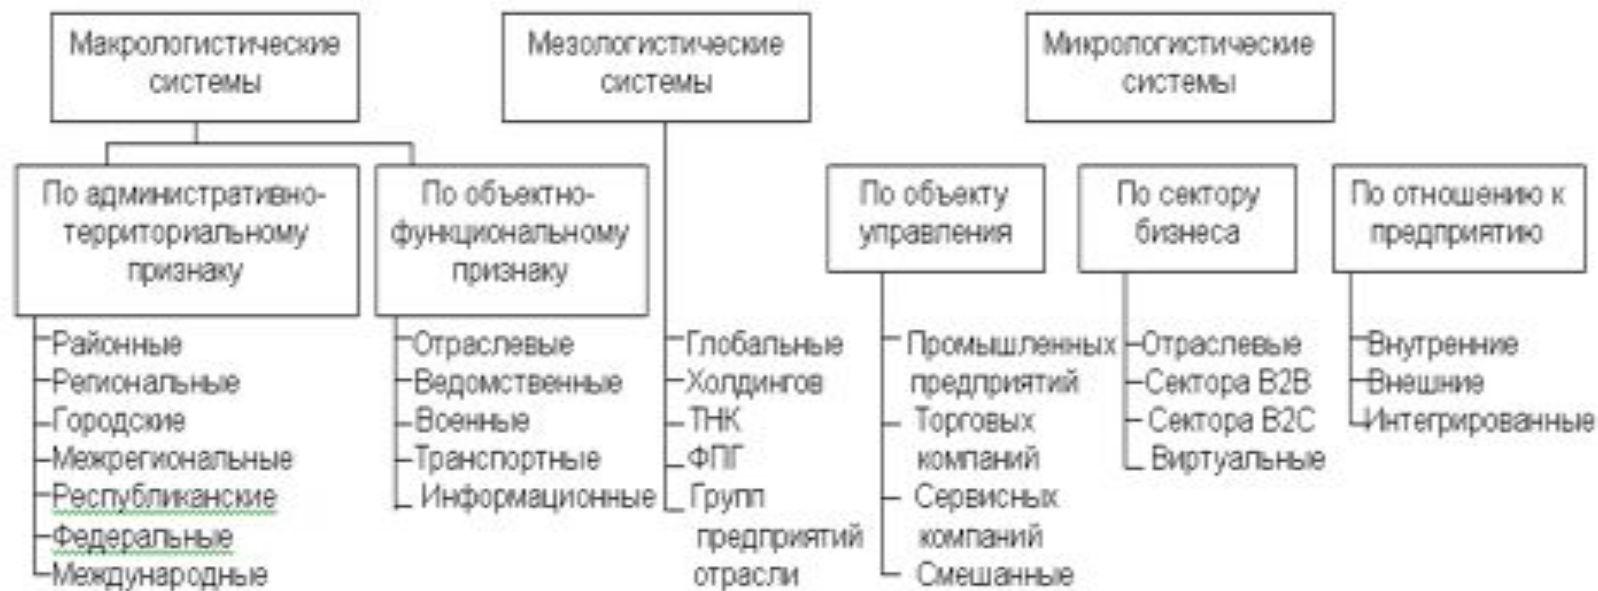 Макрологистические
системы
Мезологистические
системы
Микрологистические
системы
По административно-
территориальному
признаку
По объектно-
функциональному
признаку
По объекту
управления
По сектору
бизнеса
По отношению к
предприятию
Районные
Региональные
Городские
Межрегиональные
Республиканские
Федеральные
Международные
Отраслевые
Ведомственные
Военные
Транспортные
Информационные
Глобальные
Холдингов
ТНК
ФПГ
Групп
предприятий
отрасли
Промышленных
предприятий
Торговых
компаний
Сервисных
компаний
Смешанные
Отраслевые
Сектора B2B
Сектора B2C
Виртуальные
Внутренние
Внешние
Интегрированные